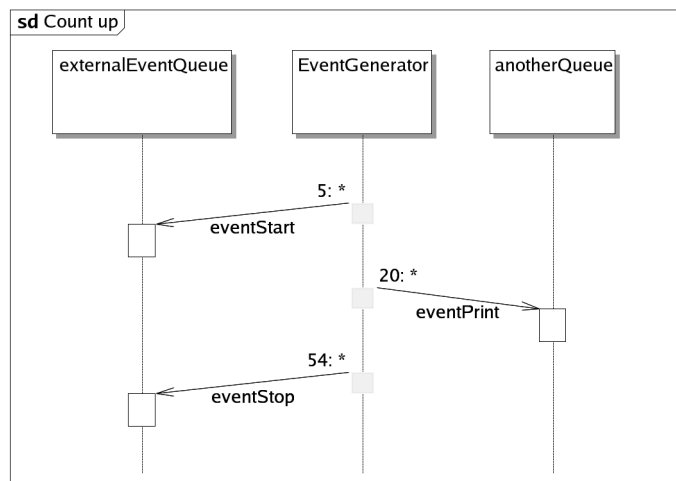 sd Count up
externalEventQueue EventGenerator anotherQueue
5: *
eventStart
20: *
eventPrint
54: *
eventStop